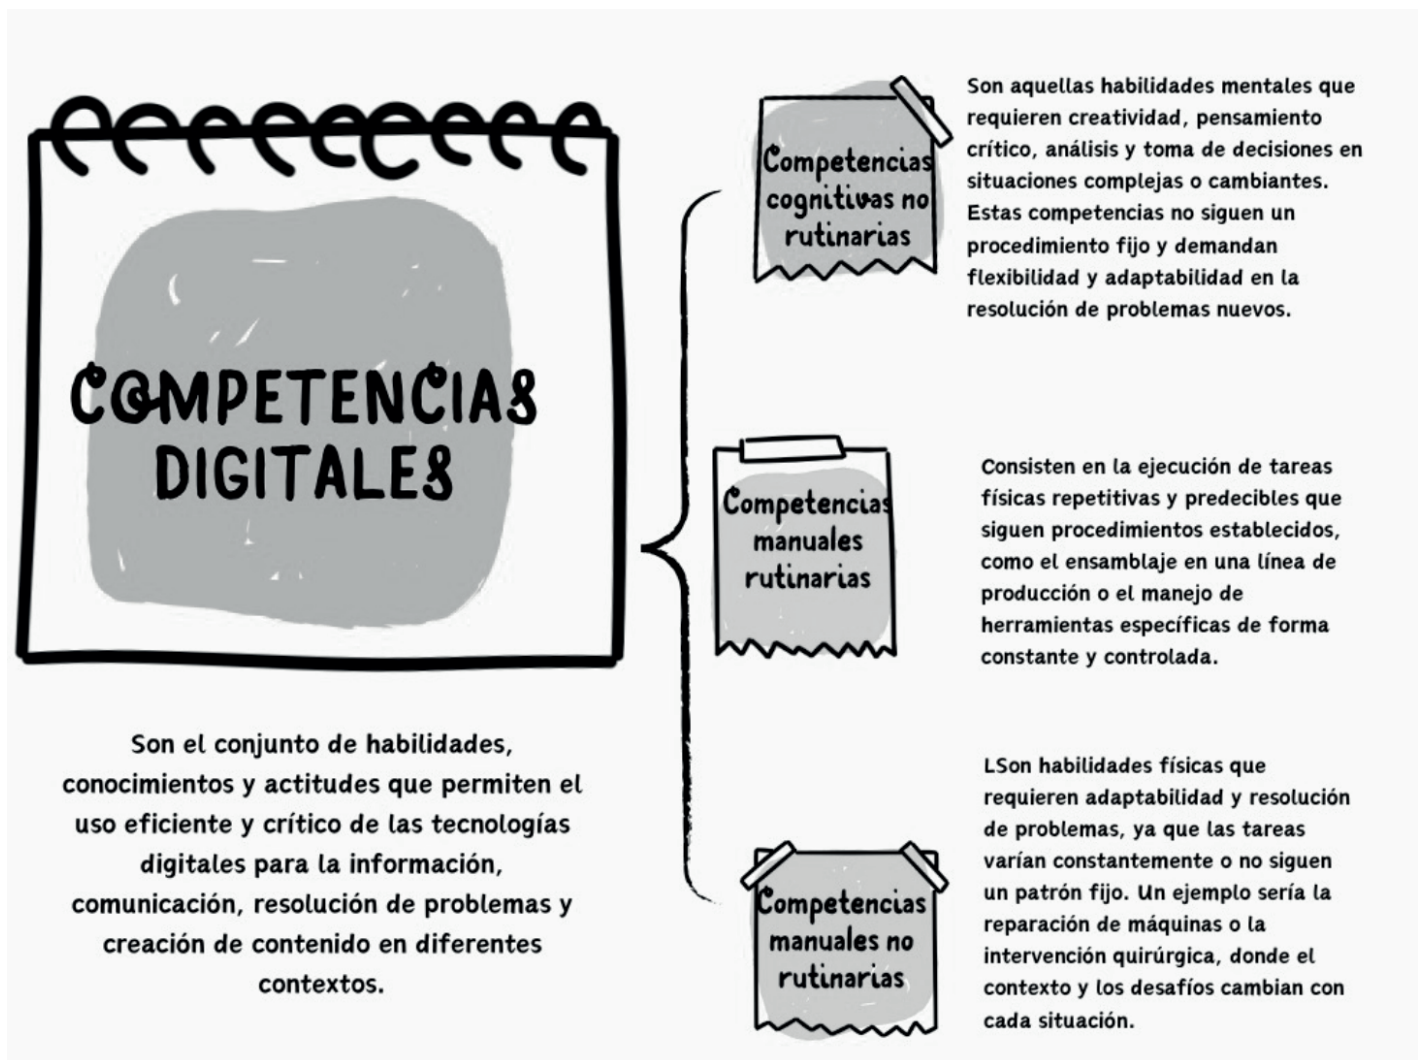 COMPETENCIAS
DIGITALES
Son el conjunto de habilidades,
conocimientos y actitudes que permiten el
uso eficiente y crítico de las tecnologías
digitales para la información,
comunicación, resolución de problemas y
creación de contenido en diferentes
contextos.
Competencias
cognitivas no
rutinarias
Son aquellas habilidades mentales que
requieren creatividad, pensamiento
crítico, análisis y toma de decisiones en
situaciones complejas o cambiantes.
Estas competencias no siguen un
procedimiento fijo y demandan
flexibilidad y adaptabilidad en la
resolución de problemas nuevos.
Competencias
manuales
rutinarias
Consisten en la ejecución de tareas
físicas repetitivas y predecibles que
siguen procedimientos establecidos,
como el ensamblaje en una línea de
producción o el manejo de
herramientas específicas de forma
constante y controlada.
Competencias
manuales no
rutinarias
LSon habilidades físicas que
requieren adaptabilidad y resolución
de problemas, ya que las tareas
varían constantemente o no siguen
un patrón fijo. Un ejemplo sería la
reparación de máquinas o la
intervención quirúrgica, donde el
contexto y los desafíos cambian con
cada situación.